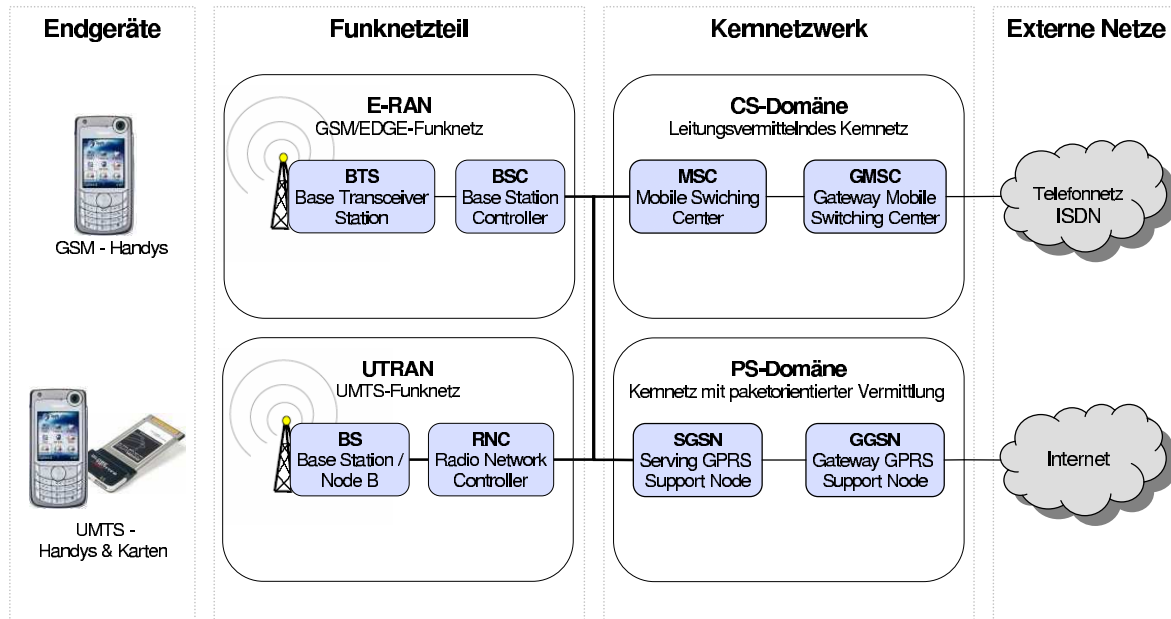 Endgeräte
Funknetzteil
Kernnetzwerk
Externe Netze
E-RAN
GSM/EDGE-Funknetz
BTS
Base Transceiver
Station
BSC
Base Station
Controller
CS-Domäne
Leitungsvermittelndes Kernnetz
MSC
Mobile Swiching
Center
GMSC
Gateway Mobile
Switching Center
Telefonnetz
ISDN
GSM - Handys
UTRAN
UMTS-Funknetz
BS
Base Station /
Node B
RNC
Radio Network
Controller
PS-Domäne
Kernnetz mit paketorientierter Vermittlung
SGSN
Serving GPRS
Support Node
GGSN
Gateway GPRS
Support Node
Internet
UMTS -
Handys & Karten